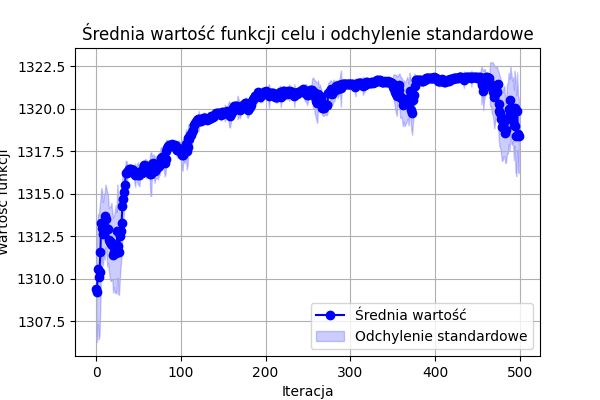 Średnia wartość funkcji celu i odchylenie standardowe
Wartość funkcji
1322.5
1320.0
1317.5
1315.0
1312.5
1310.0
1307.5
0 100 200 300 400 500
Iteracja
Średnia wartość
Odchylenie standardowe